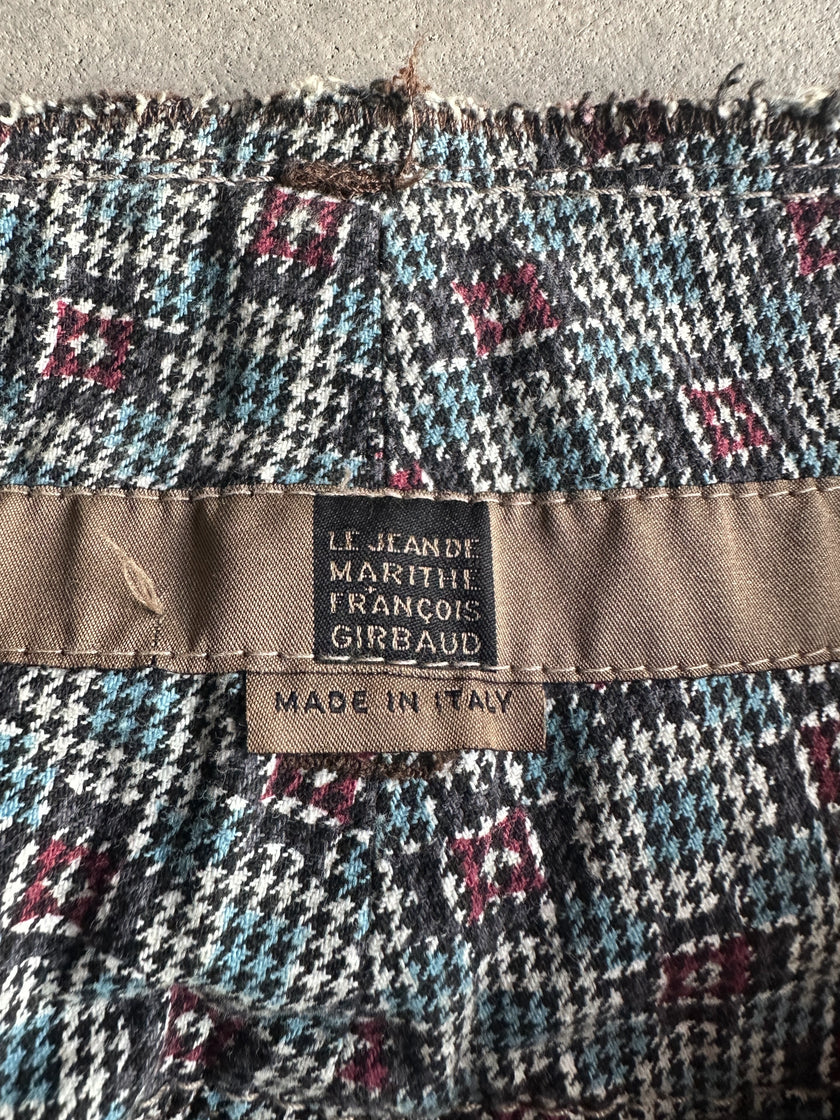 LE JEAN DE
MARITHE
+
FRANÇOIS
GIRBAUD
MADE IN ITALY